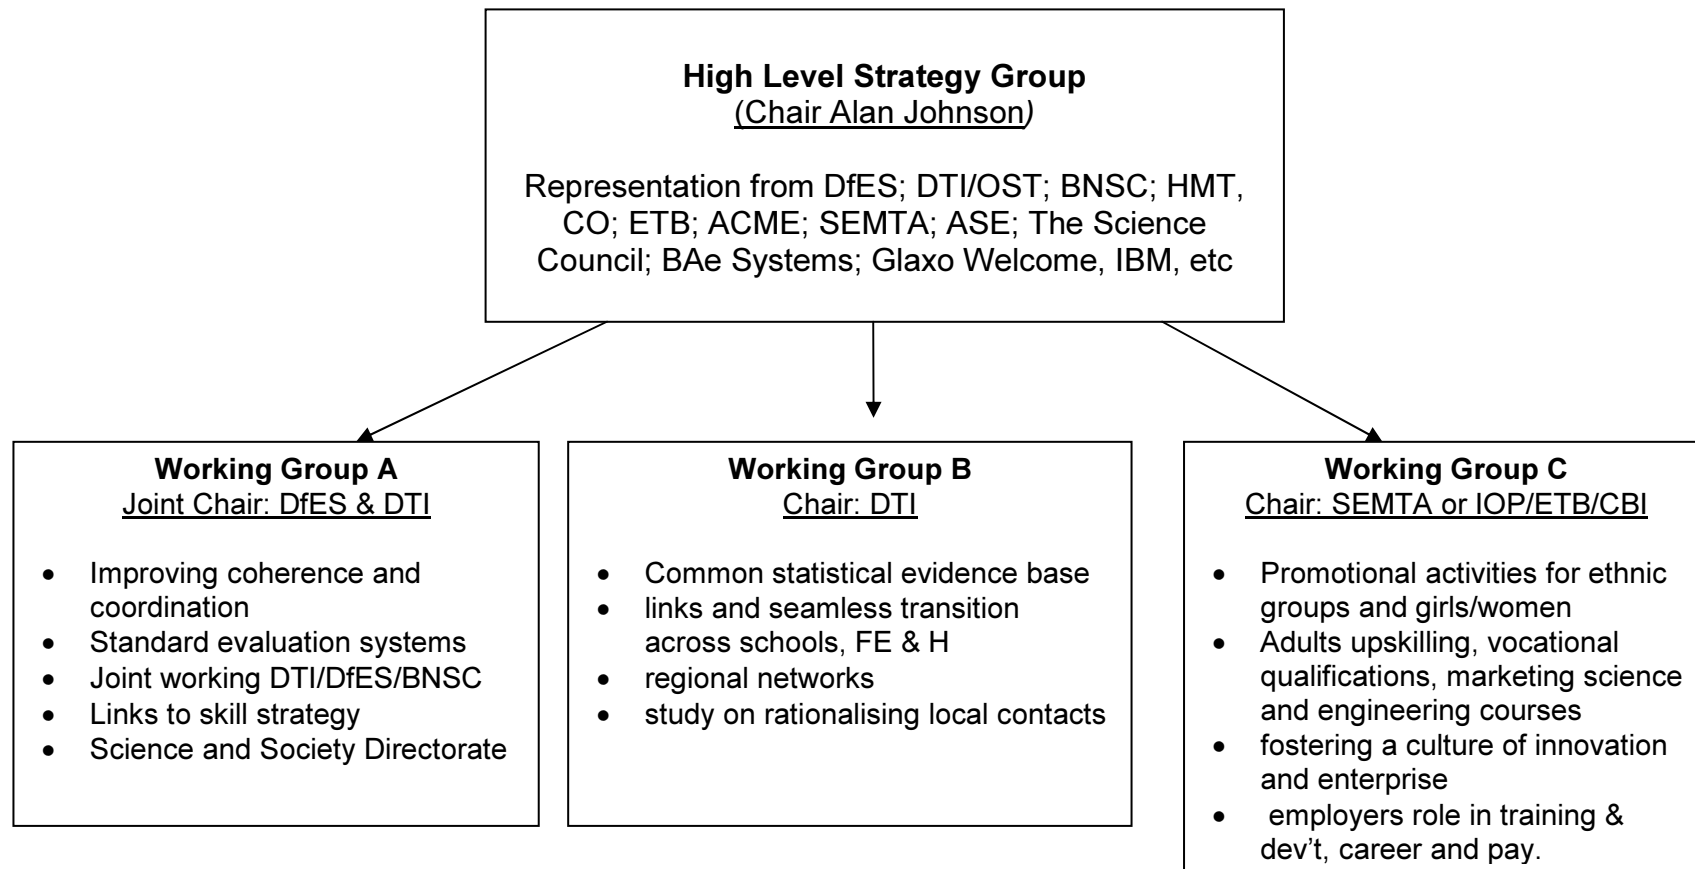 High Level Strategy Group
(Chair Alan Johnson)
Representation from DfES; DTI/OST; BNSC; HMT,
CO; ETB; ACME; SEMTA; ASE; The Science
Council; BAe Systems; Glaxo Welcome, IBM, etc
Working Group A
Joint Chair: DfES & DTI
• Improving coherence and
coordination
• Standard evaluation systems
• Joint working DTI/DfES/BNSC
• Links to skill strategy
• Science and Society Directorate
Working Group B
Chair: DTI
• Common statistical evidence base
• links and seamless transition
across schools, FE & H
• regional networks
• study on rationalising local contacts
Working Group C
Chair: SEMTA or IOP/ETB/CBI
• Promotional activities for ethnic
groups and girls/women
• Adults upskilling, vocational
qualifications, marketing science
and engineering courses
• fostering a culture of innovation
and enterprise
• employers role in training &
dev’t, career and pay.